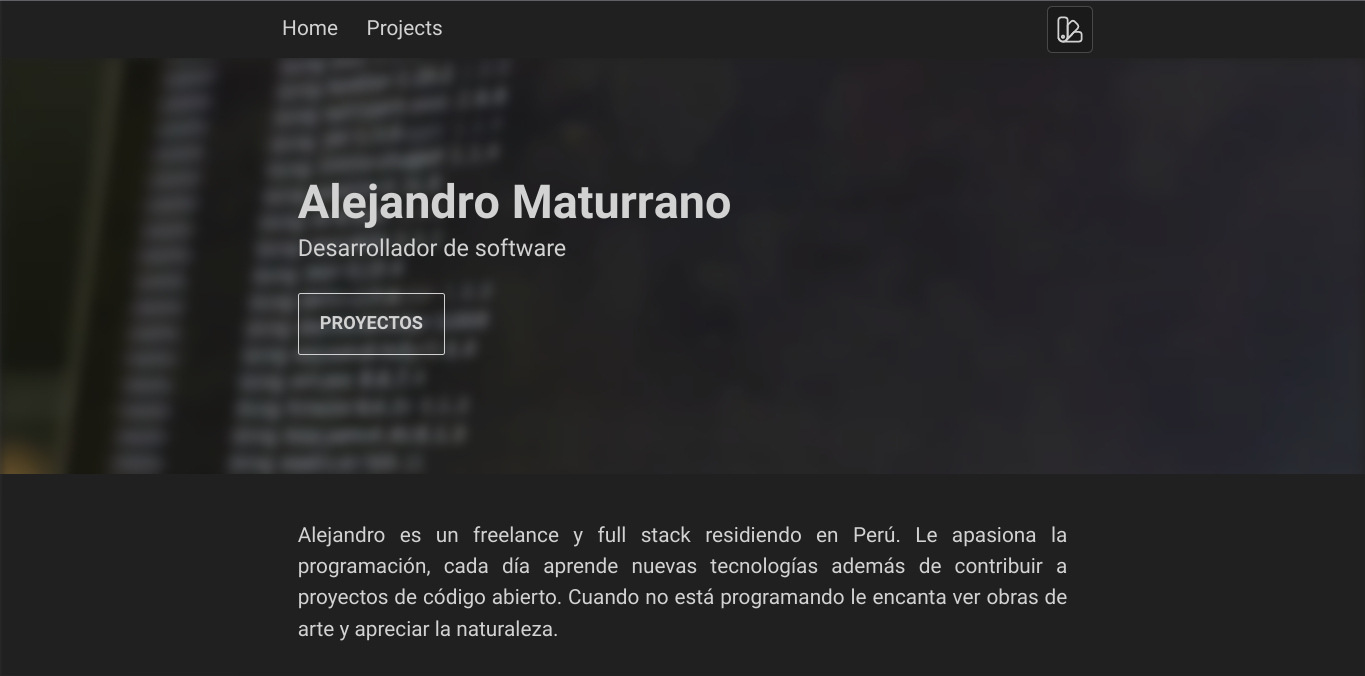 Home Projects
Alejandro Maturrano
Desarrollador de software
PROYECTOS
Alejandro es un freelance y full stack residiendo en Perú. Le apasiona la
programación, cada día aprende nuevas tecnologías además de contribuir a
proyectos de código abierto. Cuando no está programando le encanta ver obras de
arte y apreciar la naturaleza.